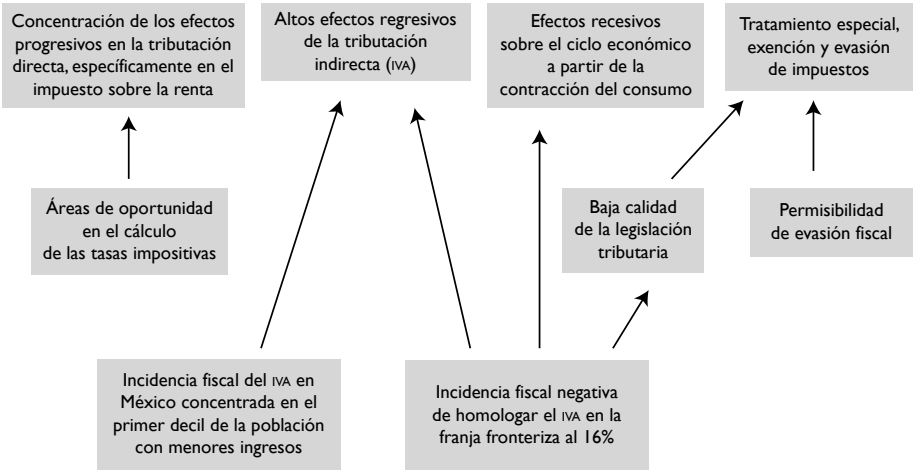 Concentración de los efectos
progresivos en la tributación
directa, específicamente en el
impuesto sobre la renta
Altos efectos regresivos
de la tributación
indirecta (IVA)
Efectos recesivos
sobre el ciclo económico
a partir de la
contracción del consumo
Tratamiento especial,
exención y evasión
de impuestos
Áreas de oportunidad
en el cálculo
de las tasas impositivas
Baja calidad
de la legislación
tributaria
Permisibilidad
de evasión fiscal
Incidencia fiscal del IVA en
México concentrada en el
primer decil de la población
con menores ingresos
Incidencia fiscal negativa
de homologar el IVA en la
franja fronteriza al 16%